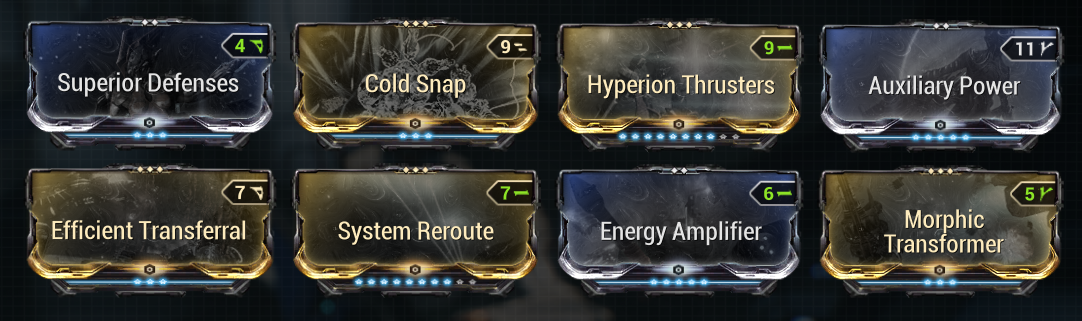 4
Superior Defenses
9
Cold Snap
9
Hyperion Thrusters
11
Auxiliary Power
7
Efficient Transferral
7
System Reroute
6
Energy Amplifier
5
Morphic
Transformer